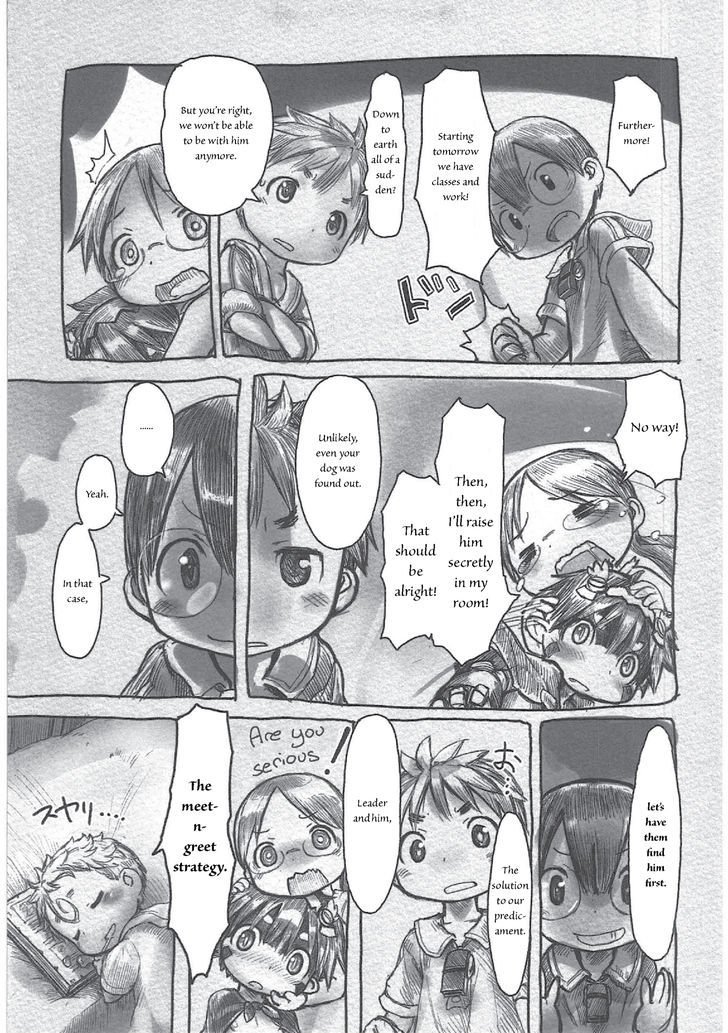 Further-
more!
Starting
tomorrow
we have
classes and
work!
ドンッ
Down
to
earth
all of a
sud-
den?
But you're right,
we won't be able
to be with him
anymore.
No way!
Then,
then,
I'll raise
him
secretly
in my
room!
That
should
be
alright!
Unlikely,
even your
dog was
found out.
......
Yeah.
In that
case,
let's
have
them
find
him
first.
お...
The
solution
to our
predic-
ament.
Leader
and him,
Are you
serious!
The
meet-
n-
greet
strategy.
スヤリ....